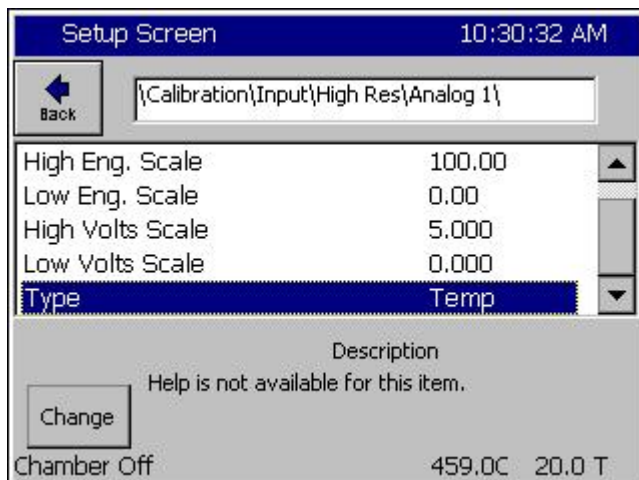 Setup Screen 10:30:32 AM
Back
\Calibration\Input\High Res\Analog 1\
High Eng. Scale 100.00
Low Eng. Scale 0.00
High Volts Scale 5.000
Low Volts Scale 0.000
Type Temp
Description
Help is not available for this item.
Change
Chamber Off 459.0C 20.0 T